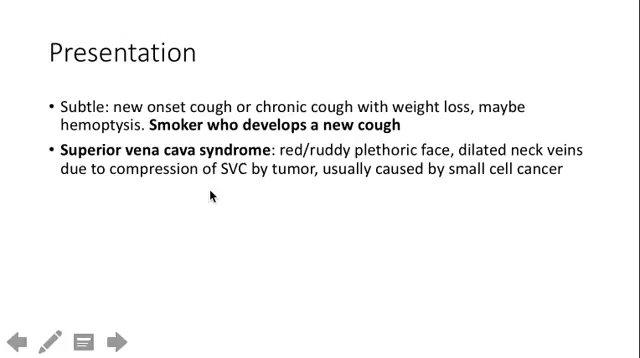 Presentation
• Subtle: new onset cough or chronic cough with weight loss, maybe
hemoptysis. Smoker who develops a new cough
• Superior vena cava syndrome: red/ruddy plethoric face, dilated neck veins
due to compression of SVC by tumor, usually caused by small cell cancer